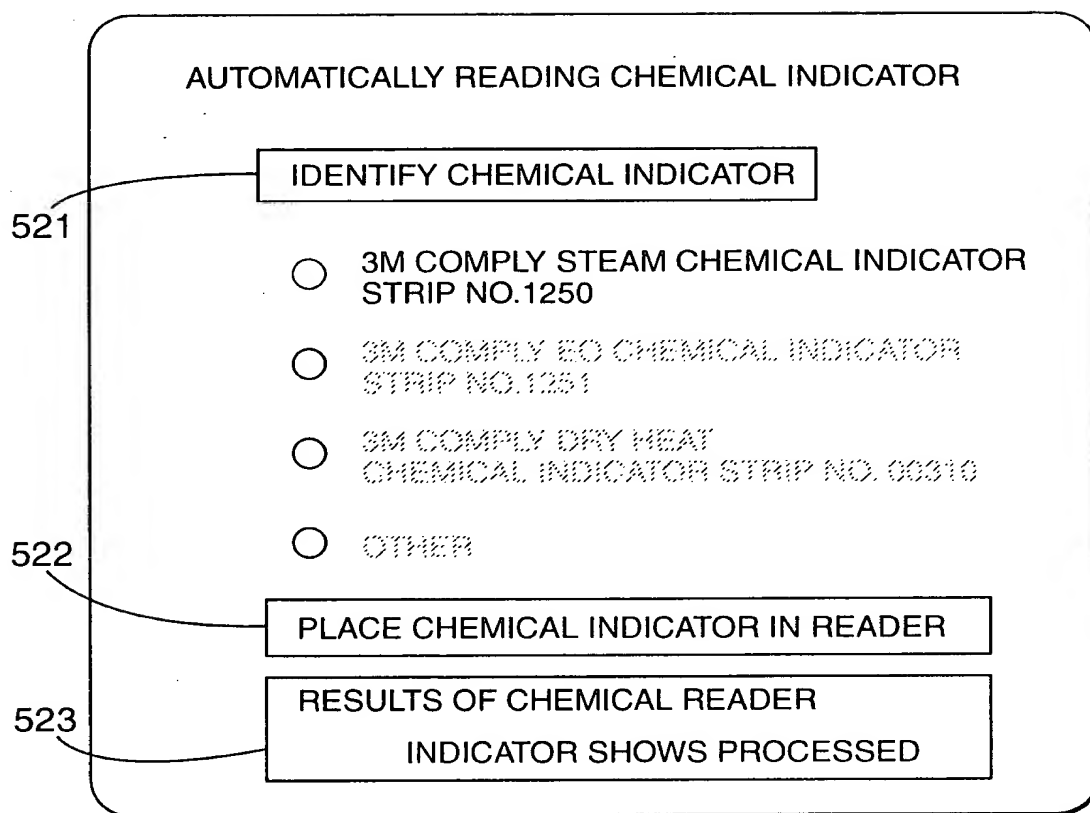 AUTOMATICALLY READING CHEMICAL INDICATOR
IDENTIFY CHEMICAL INDICATOR
521
3M COMPLY STEAM CHEMICAL INDICATOR
STRIP NO.1250
3M COMPLY EO CHEMICAL INDICATOR
STRIP NO.1251
3M COMPLY DRY HEAT
CHEMICAL INDICATOR STRIP NO. 00310
OTHER
522
PLACE CHEMICAL INDICATOR IN READER
RESULTS OF CHEMICAL READER
523
INDICATOR SHOWS PROCESSED